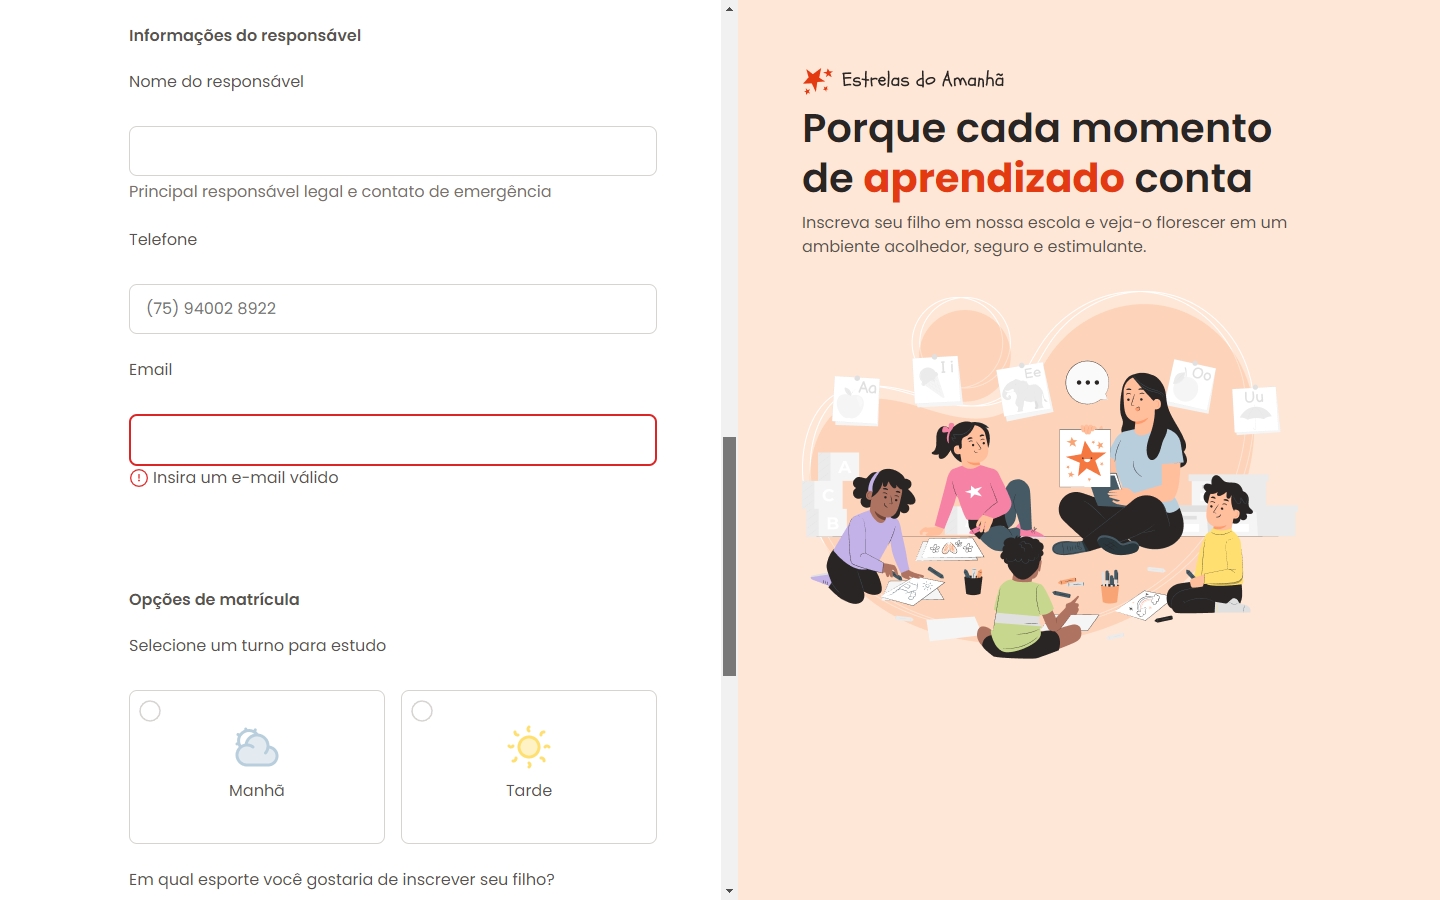 Informações do responsável
Nome do responsável
Principal responsável legal e contato de emergência
Telefone
(75) 94002 8922
Email
Insira um e-mail válido
Opções de matrícula
Selecione um turno para estudo
Manhã
Tarde
Em qual esporte você gostaria de inscrever seu filho?
Estrelas do Amanhã
Porque cada momento
de aprendizado conta
Inscreva seu filho em nossa escola e veja-o florescer em um
ambiente acolhedor, seguro e estimulante.
Aa
I i
Ee
Oo
Uu
A
C
B